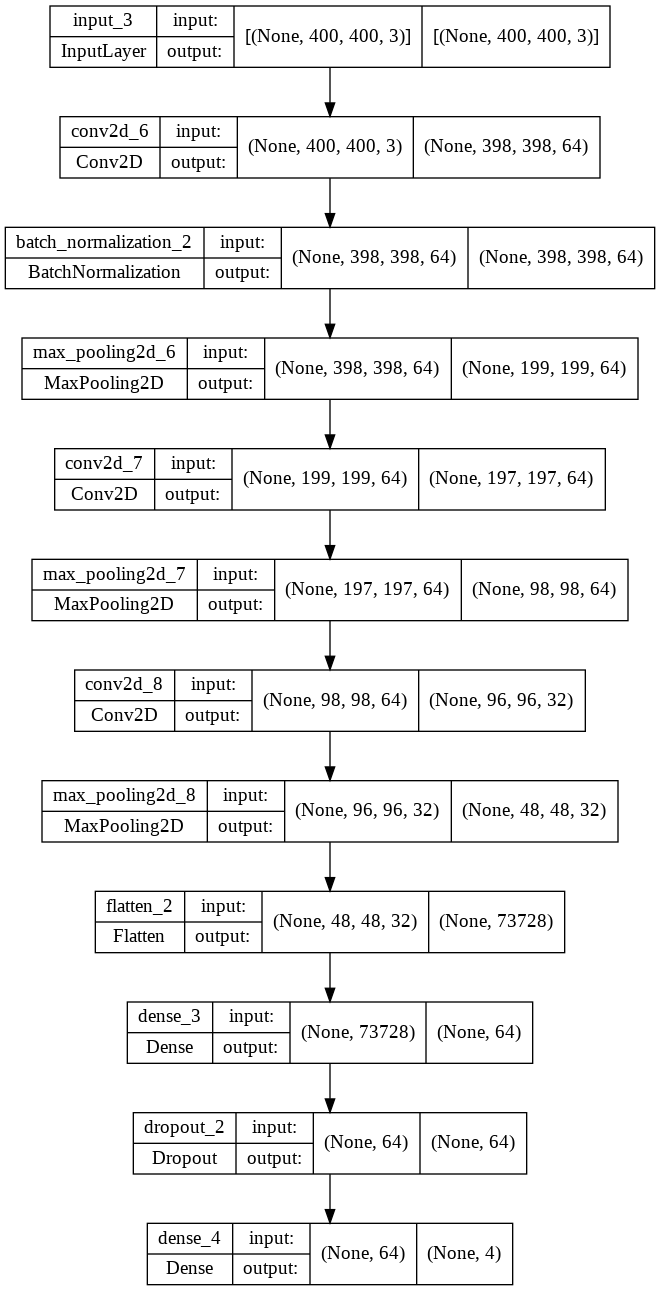 input_3 input: [(None, 400, 400, 3)] [(None, 400, 400, 3)]
InputLayer output:
conv2d_6 input: (None, 400, 400, 3) (None, 398, 398, 64)
Conv2D output:
batch_normalization_2 input: (None, 398, 398, 64) (None, 398, 398, 64)
BatchNormalization output:
max_pooling2d_6 input: (None, 398, 398, 64) (None, 199, 199, 64)
MaxPooling2D output:
conv2d_7 input: (None, 199, 199, 64) (None, 197, 197, 64)
Conv2D output:
max_pooling2d_7 input: (None, 197, 197, 64) (None, 98, 98, 64)
MaxPooling2D output:
conv2d_8 input: (None, 98, 98, 64) (None, 96, 96, 32)
Conv2D output:
max_pooling2d_8 input: (None, 96, 96, 32) (None, 48, 48, 32)
MaxPooling2D output:
flatten_2 input: (None, 48, 48, 32) (None, 73728)
Flatten output:
dense_3 input: (None, 73728) (None, 64)
Dense output:
dropout_2 input: (None, 64) (None, 64)
Dropout output:
dense_4 input: (None, 64) (None, 4)
Dense output: